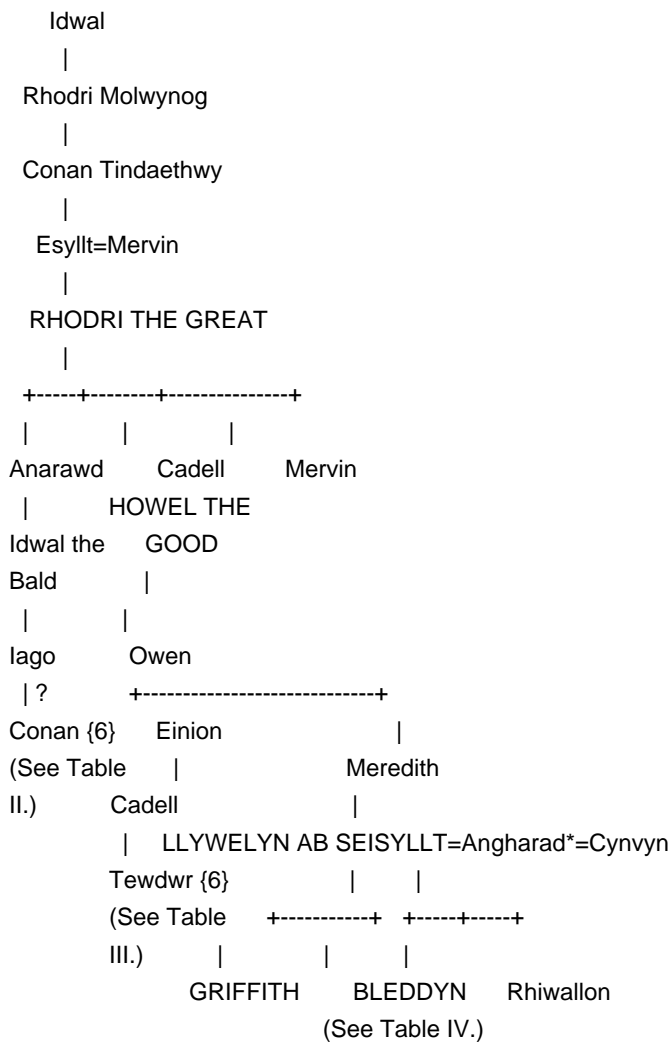 Idwal
|
Rhodri Molwynog
|
Conan Tindaethwy
|
Esyllt=Mervin
|
RHODRI THE GREAT
|
+-----+--------+---------------+
| | |
Anarawd Cadell Mervin
| HOWEL THE
Idwal the GOOD
Bald |
| |
Iago Owen
| ? +----------------------------+
Conan {6} Einion |
(See Table | Meredith
II.) Cadell |
| LLYWELYN AB SEISYLLT=Angharad*=Cynvyn
Tewdwr {6} | |
(See Table +-----------+ +-----+-----+
III.) | | |
GRIFFITH BLEDDYN Rhiwallon
(See Table IV.)